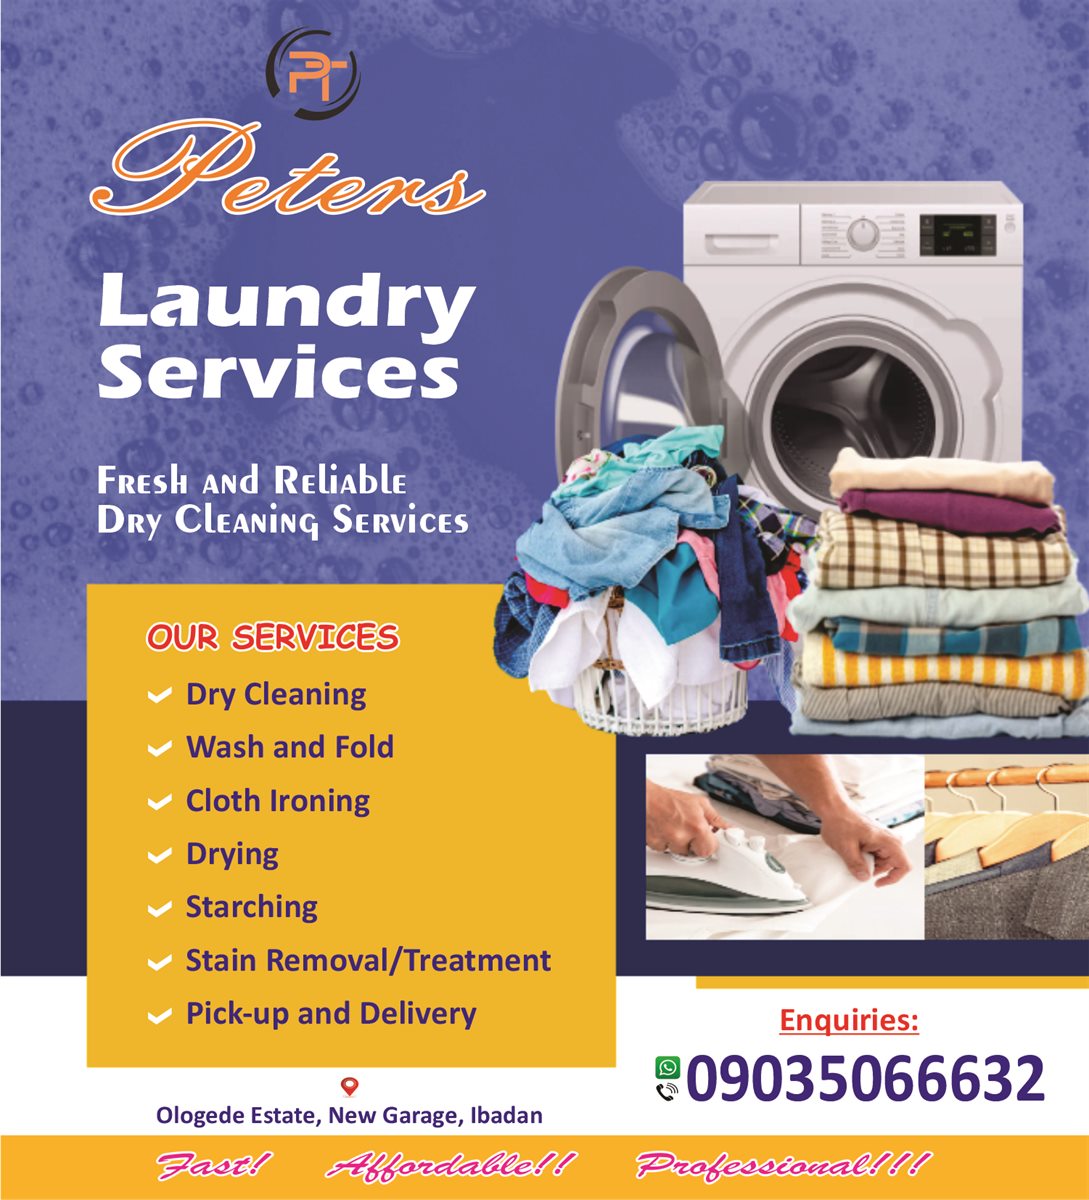 PT
Peters
Laundry
Services
Fresh and Reliable
Dry Cleaning Services
OUR SERVICES
Dry Cleaning
Wash and Fold
Cloth Ironing
Drying
Starching
Stain Removal/Treatment
Pick-up and Delivery
Enquiries:
09035066632
Ologede Estate, New Garage, Ibadan
Fast! Affordable!! Professional!!!